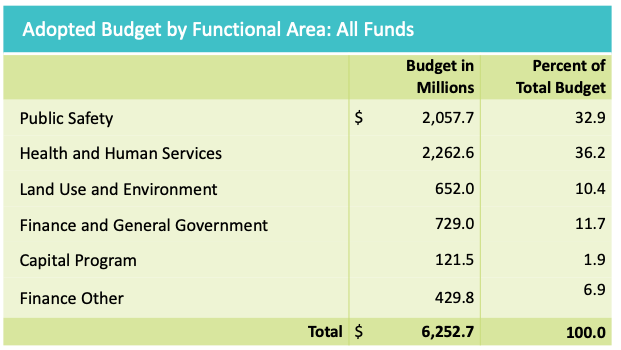 Adopted Budget by Functional Area: All Funds
Budget in Percent of
Millions Total Budget
Public Safety $ 2,057.7 32.9
Health and Human Services 2,262.6 36.2
Land Use and Environment 652.0 10.4
Finance and General Government 729.0 11.7
Capital Program 121.5 1.9
Finance Other 429.8 6.9
Total $ 6,252.7 100.0